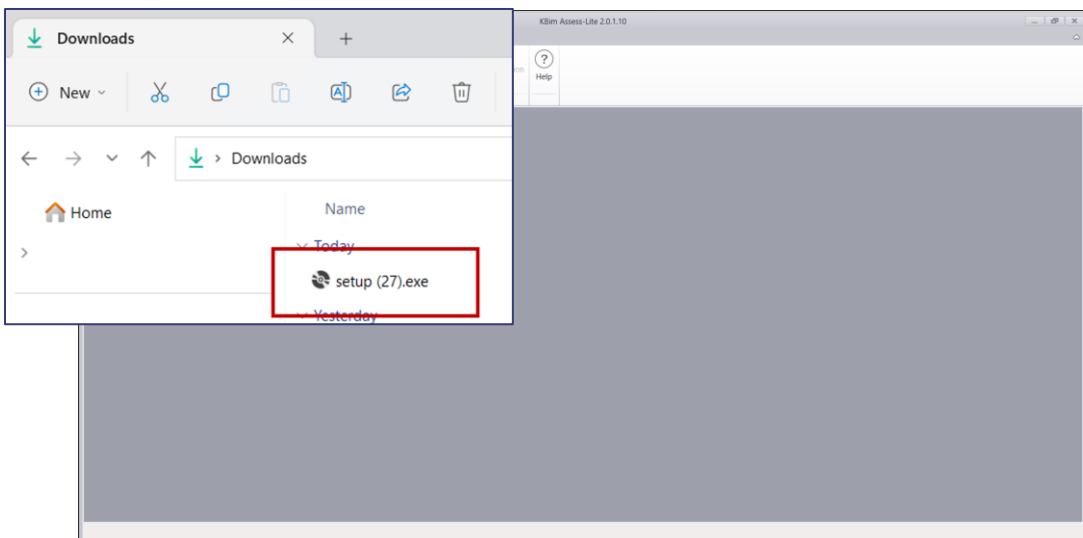 Downloads
New
Downloads
Home
Name
Today
setup (27).exe
Yesterday
KBim Assess-Lite 2.0.1.10
Help